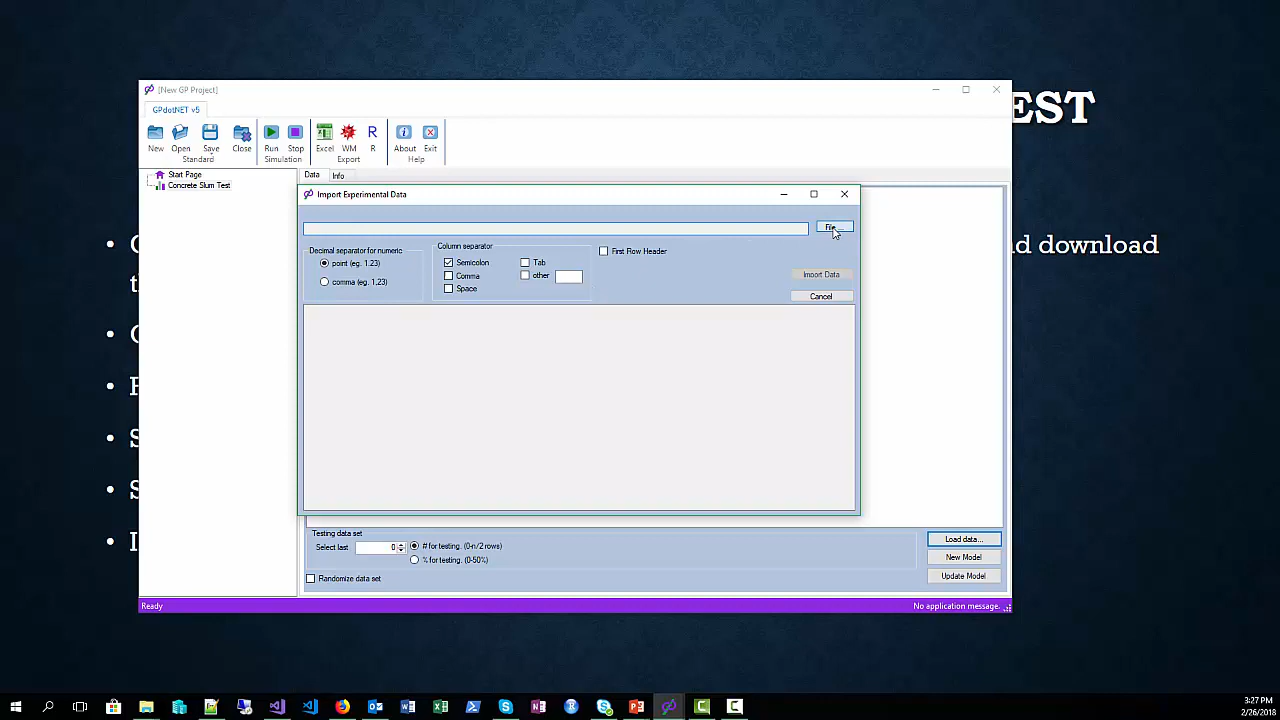 EST
[New GP Project]
GPdotNET v5
New Open Save Close Run Stop Excel WM R About Exit
Standard Simulation Export Help
Start Page
Concrete Slum Test
Data Info
Import Experimental Data
File ...
Decimal separator for numeric
point (eg. 1.23)
comma (eg. 1,23)
Column separator
Semicolon Tab
Comma other
Space
First Row Header
Import Data
Cancel
nd download
Testing data set
Select last 0 # for testing. (0-n/2 rows)
% for testing. (0-50%)
Randomize data set
Load data...
New Model
Update Model
Ready No application message.
3:27 PM
2/26/2018